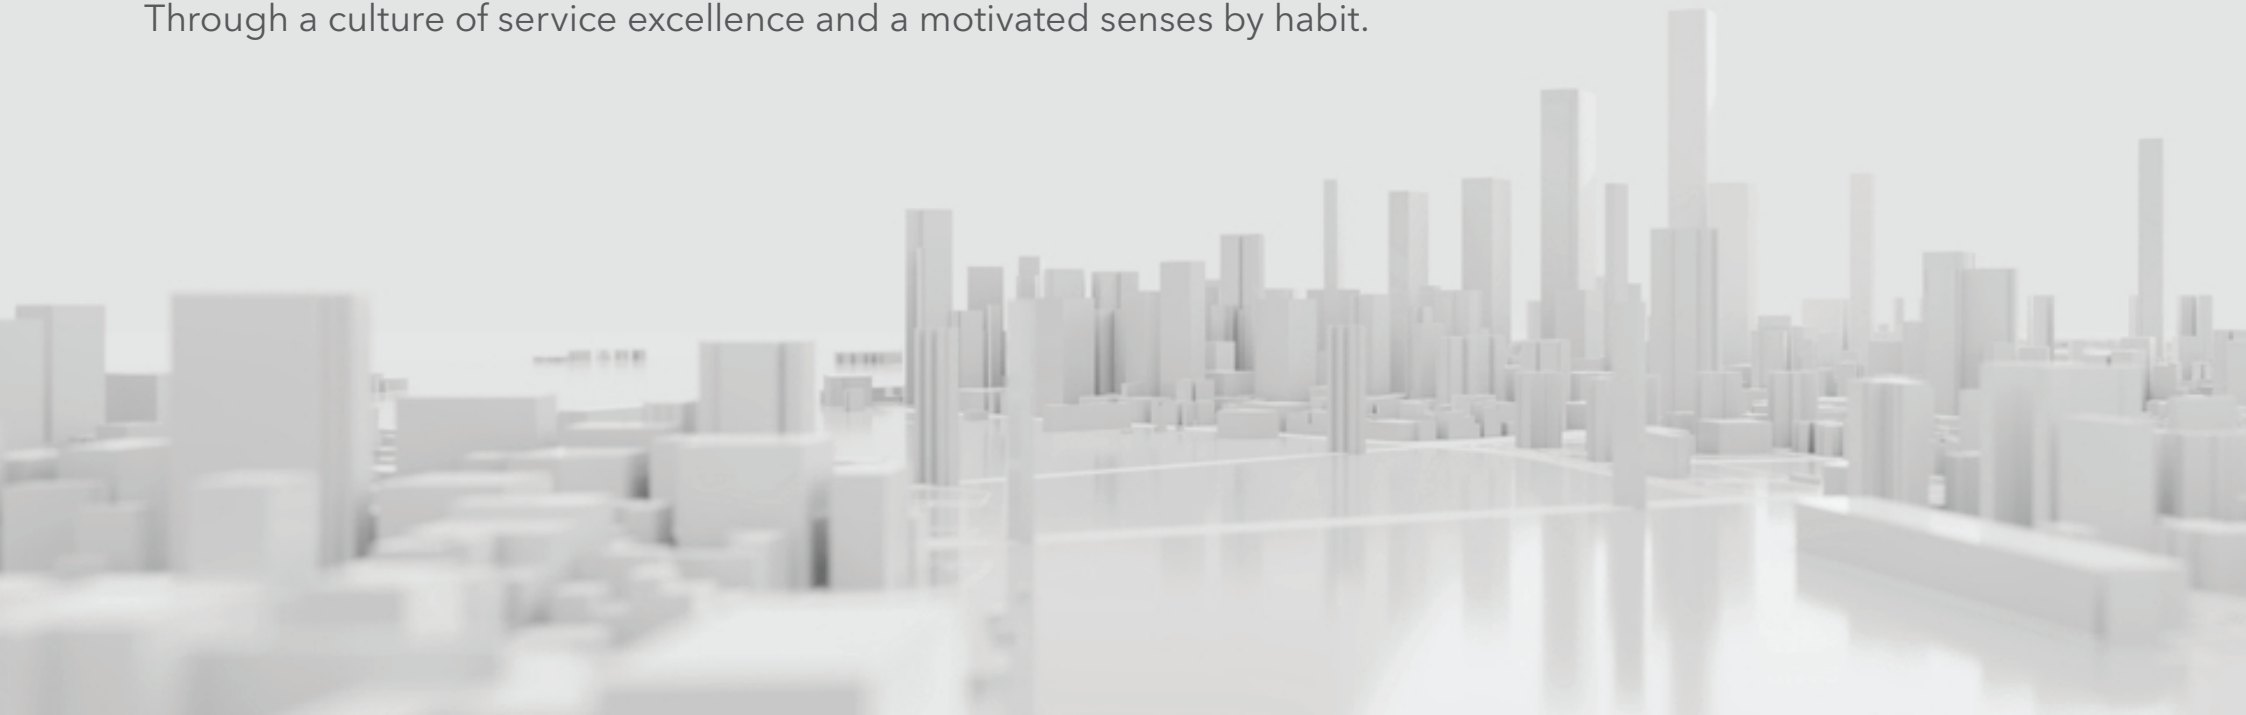 Through a culture of service excellence and a motivated senses by habit.